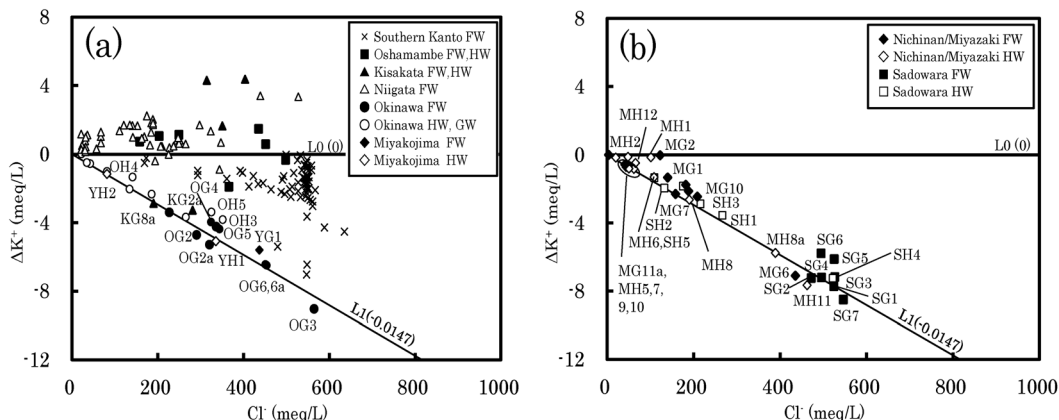 (a)
8
4
0
-4
-8
-12
ΔK⁺ (meq/L)
0
200
400
600
800
1000
Cl⁻ (meq/L)
Southern Kanto FW
Oshamambe FW,HW
Kisakata FW,HW
Niigata FW
Okinawa FW
Okinawa HW, GW
Miyakojima FW
Miyakojima HW
L0 (0)
OH4
YH2
KG8a
KG2a
OG4
OH5
OH3
OG5
OG2
OG2a
YH1
YG1
OG6,6a
OG3
L1(-0.0147)
(b)
8
4
0
-4
-8
-12
ΔK⁺ (meq/L)
0
200
400
600
800
1000
Cl⁻ (meq/L)
Nichinan/Miyazaki FW
Nichinan/Miyazaki HW
Sadowara FW
Sadowara HW
MH12
MH2
MH1
MG2
L0 (0)
MG1
MG10
MG7
SH3
SH2
SH1
MH6,SH5
MH8
MG11a,
MH5,7,
9,10
MH8a
SG6
SG5
SH4
MG6
SG4
SG2
SG3
MH11
SG1
SG7
L1(-0.0147)